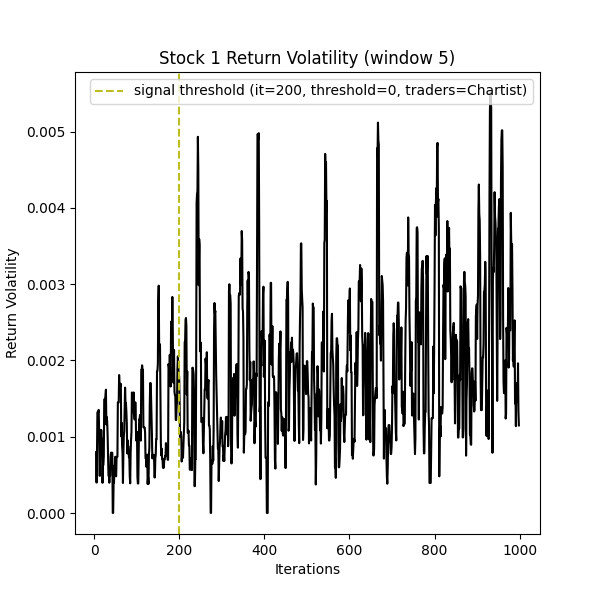 Stock 1 Return Volatility (window 5)
signal threshold (it=200, threshold=0, traders=Chartist)
0.005
0.004
0.003
0.002
0.001
0.000
Return Volatility
0 200 400 600 800 1000
Iterations